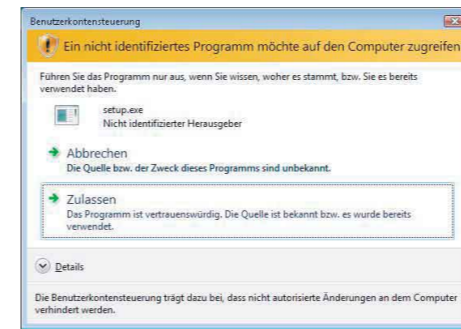 Benutzerkontensteuerung
Ein nicht identifiziertes Programm möchte auf den Computer zugreifen
Führen Sie das Programm nur aus, wenn Sie wissen, woher es stammt, bzw. Sie es bereits
verwendet haben.
setup.exe
Nicht identifizierter Herausgeber
Abbrechen
Die Quelle bzw. der Zweck dieses Programms sind unbekannt.
Zulassen
Das Programm ist vertrauenswürdig. Die Quelle ist bekannt bzw. es wurde bereits
verwendet.
Details
Die Benutzerkontensteuerung trägt dazu bei, dass nicht autorisierte Änderungen an dem Computer
verhindert werden.